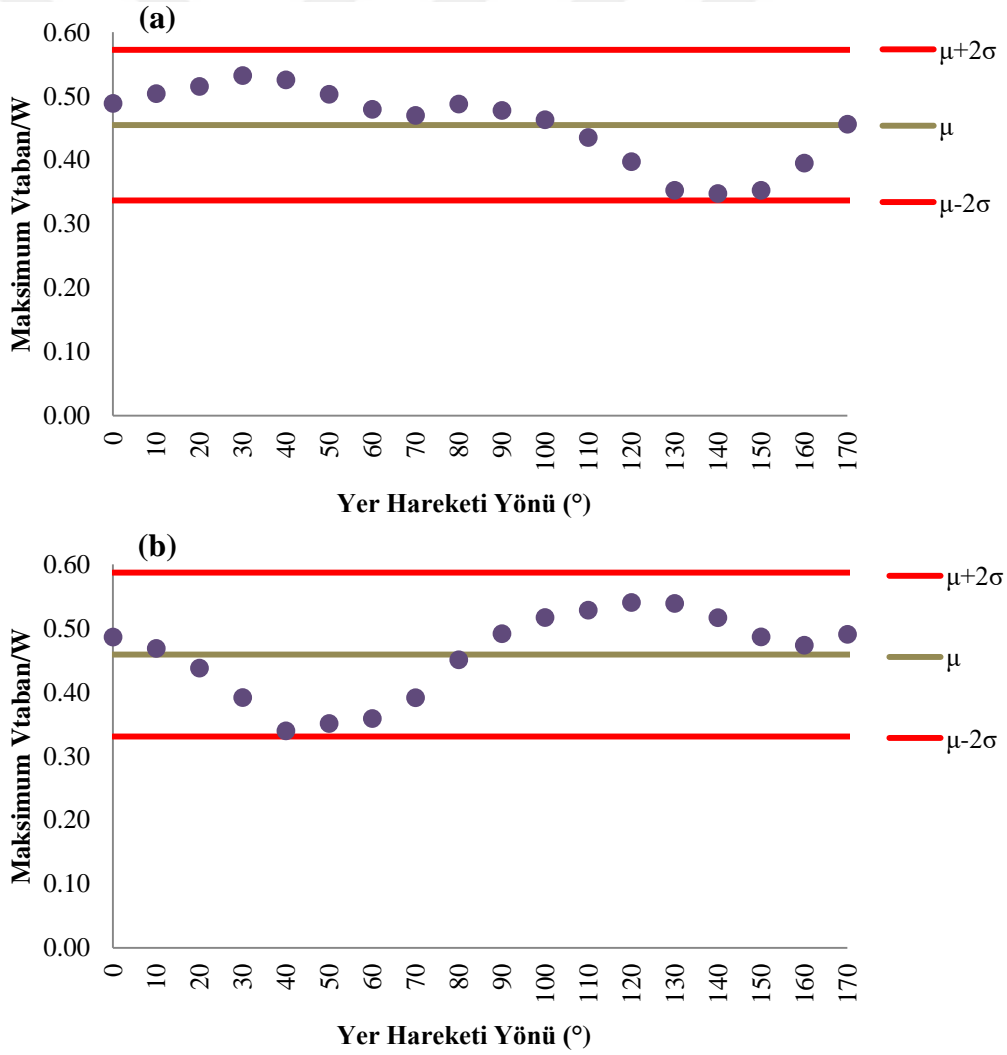 (a)
Maksimum Vtaban/W
0.60
0.50
0.40
0.30
0.20
0.10
0.00
0 10 20 30 40 50 60 70 80 90 100 110 120 130 140 150 160 170
Yer Hareketi Yönü (°)
μ+2σ
μ
μ-2σ
(b)
Maksimum Vtaban/W
0.60
0.50
0.40
0.30
0.20
0.10
0.00
0 10 20 30 40 50 60 70 80 90 100 110 120 130 140 150 160 170
Yer Hareketi Yönü (°)
μ+2σ
μ
μ-2σ